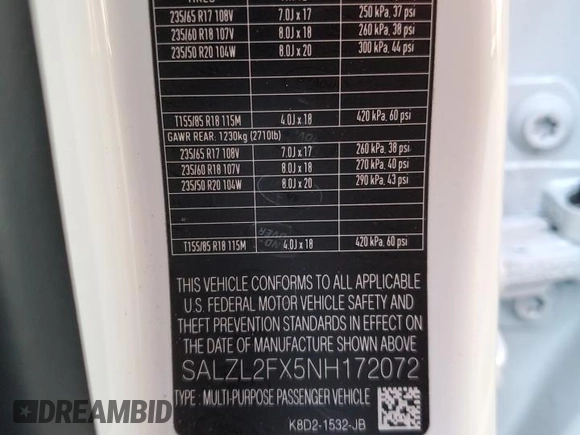 235/65 R17 108V 7.0J x 17 250 kPa, 37 psi
235/60 R18 107V 8.0J x 18 260 kPa, 38 psi
235/50 R20 104W 8.0J x 20 300 kPa, 44 psi
T155/85 R18 115M 4.0J x 18 420 kPa, 60 psi
GAWR REAR: 1230kg (2710lb)
235/65 R17 108V 7.0J x 17 260 kPa, 38 psi
235/60 R18 107V 8.0J x 18 270 kPa, 40 psi
235/50 R20 104W 8.0J x 20 290 kPa, 43 psi
T155/85 R18 115M 4.0J x 18 420 kPa, 60 psi
THIS VEHICLE CONFORMS TO ALL APPLICABLE
U.S. FEDERAL MOTOR VEHICLE SAFETY AND
THEFT PREVENTION STANDARDS IN EFFECT ON
THE DATE OF MANUFACTURE SHOWN ABOVE
SALZL2FX5NH172072
TYPE : MULTI-PURPOSE PASSENGER VEHICLE
K8D2-1532-JB
DREAMBID